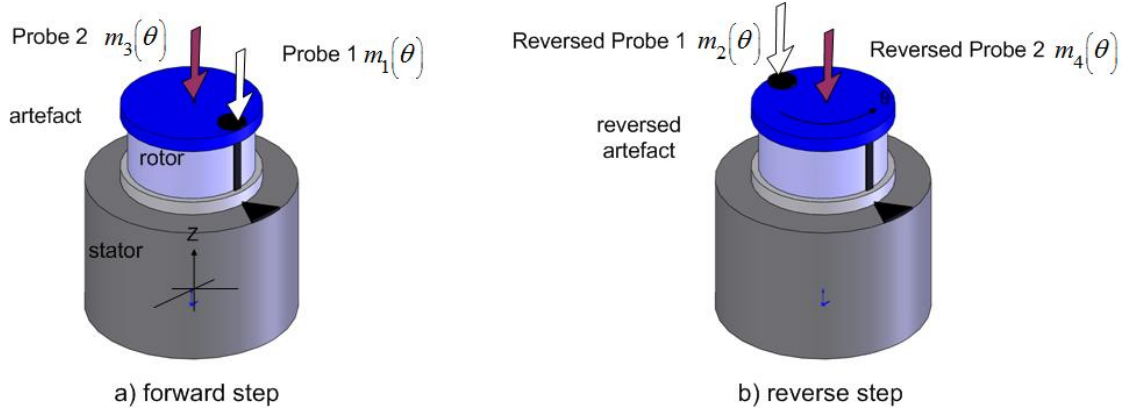 Probe 2 m₃(θ)
Probe 1 m₁(θ)
artefact
rotor
stator
Z
a) forward step
Reversed Probe 1 m₂(θ)
Reversed Probe 2 m₄(θ)
θ
reversed
artefact
b) reverse step